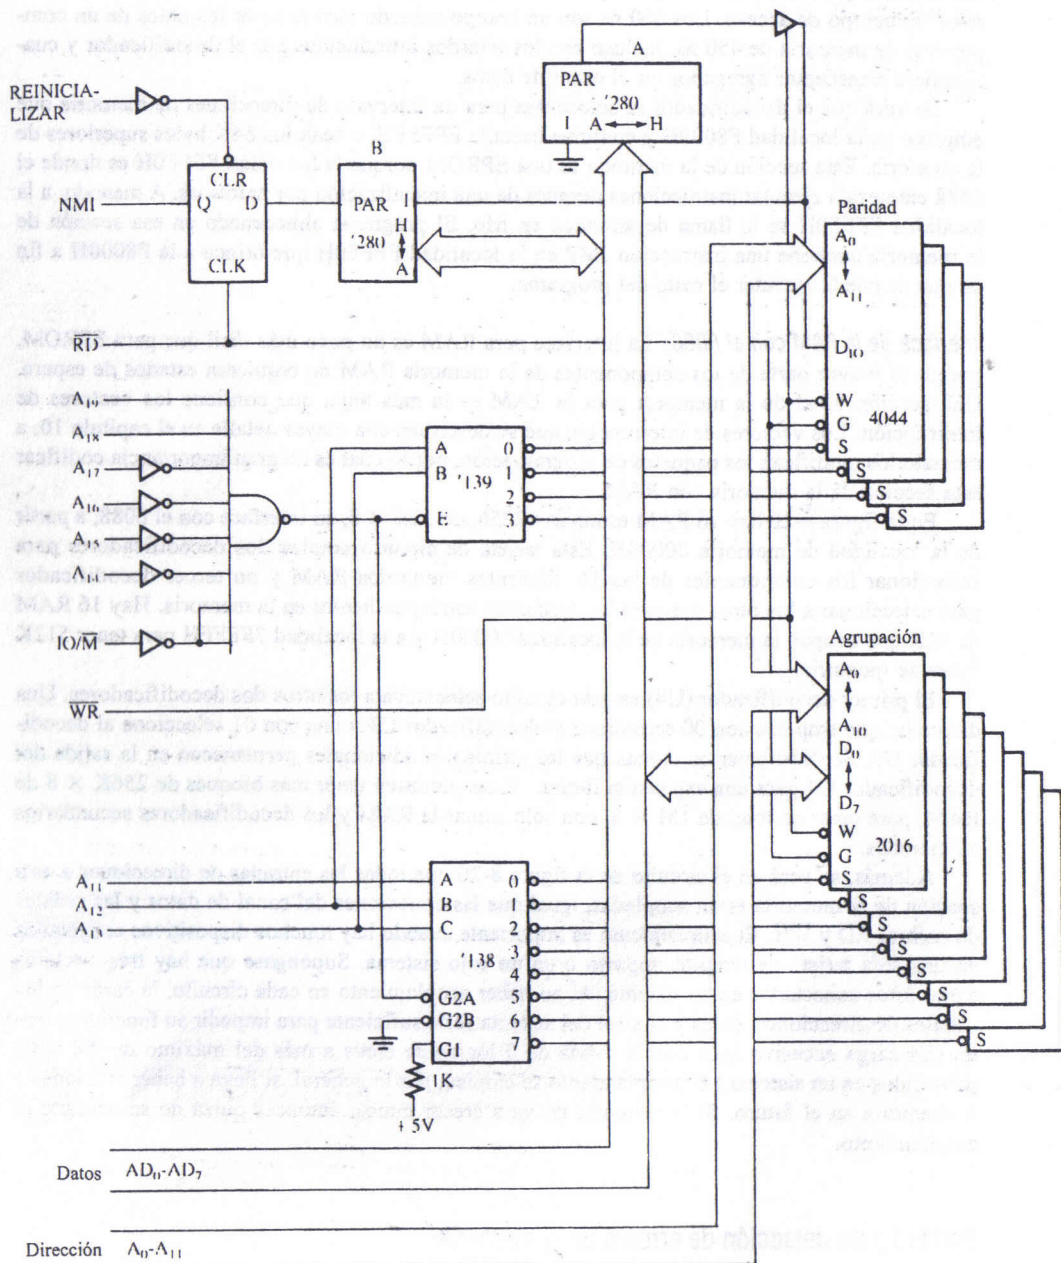 REINICIA-
LIZAR
A
PAR
'280
I A H
CLR
Q D
CLK
NMI
B
PAR
'280
H
A
RD
Paridad
A0
A11
D IO
W
G
S
4044
S
S
S
A19
A18
A17
A16
A15
A14
IO/M
WR
A
B
E
'139
0
1
2
3
Agrupación
A0
A10
D0
D7
W
G
S
2016
S
S
S
S
S
S
S
A11
A12
A13
A
B
C
'138
G2A
G2B
G1
0
1
2
3
4
5
6
7
1K
+ 5V
Datos AD0-AD7
Dirección A0-A11